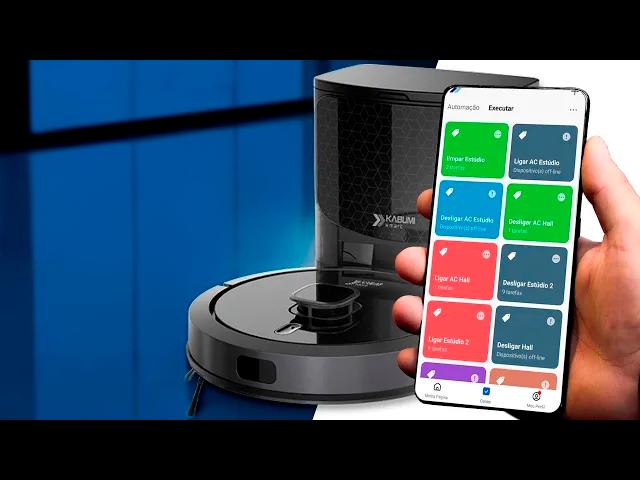 Automação Executar ...
limpar Estúdio
2 tarefas
Ligar AC Estúdio
Dispositivo(s) off-line
Desligar AC Estúdio
Dispositivo(s) off-line
Desligar AC Hall
1 tarefas
Ligar AC Hall
1 tarefas
Desligar Estúdio 2
9 tarefas
Ligar Estúdio 2
9 tarefas
Desligar Hall
Dispositivo(s) off-line
Minha Página
Cenas
Meu Perfil
KABUM!
smart
KABUM!